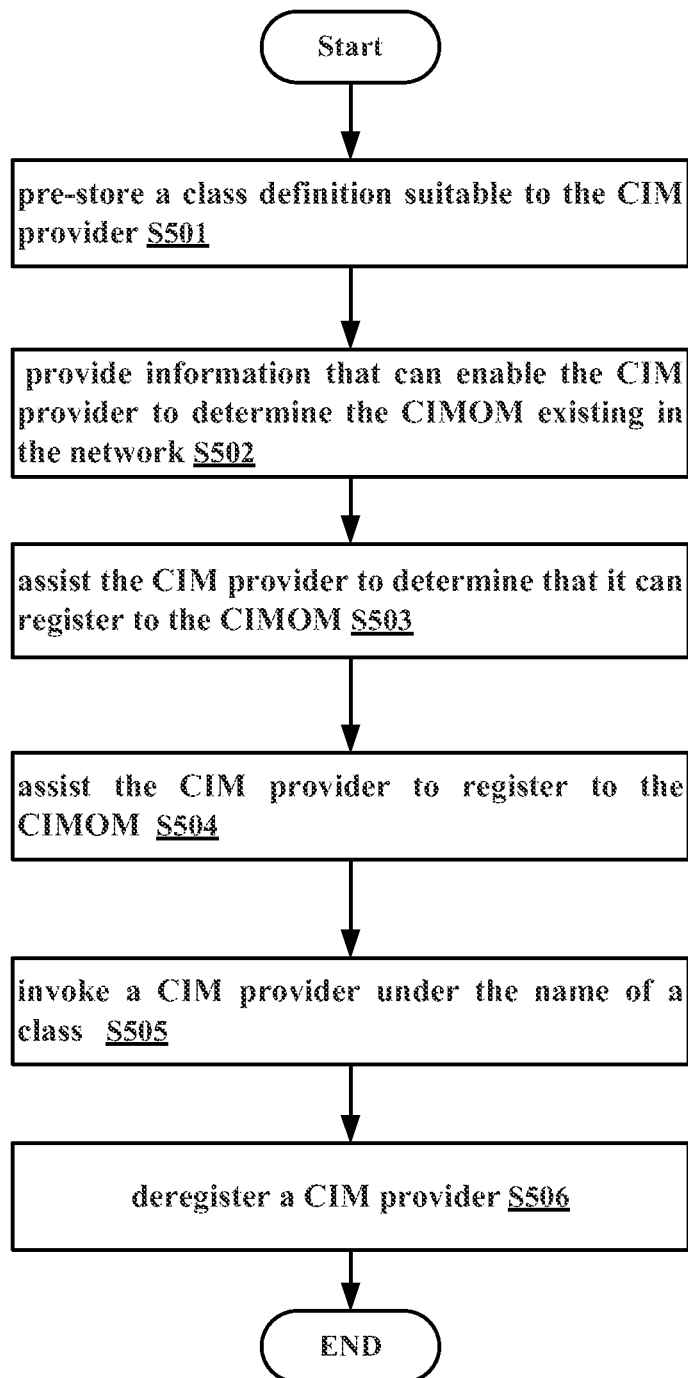 Start
pre-store a class definition suitable to the CIM
provider S501
provide information that can enable the CIM
provider to determine the CIMOM existing in
the network S502
assist the CIM provider to determine that it can
register to the CIMOM S503
assist the CIM provider to register to the
CIMOM S504
invoke a CIM provider under the name of a
class S505
deregister a CIM provider S506
END